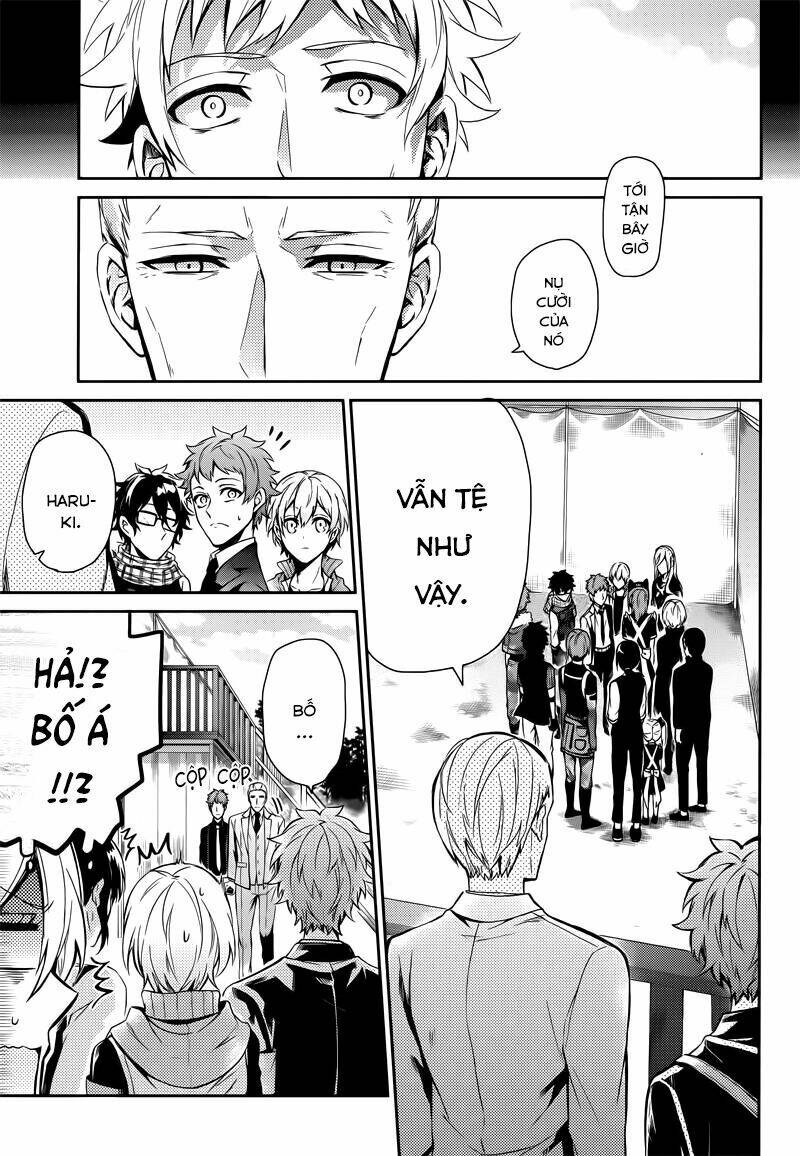 TỚI
TẬN
BÂY
GIỜ
NỤ
CƯỜI
CỦA
NÓ
VẪN TỆ
NHƯ
VẬY.
HARU-
KI.
BỐ
...
CỘP CỘP
HẢ!?
BỐ Á
!!?